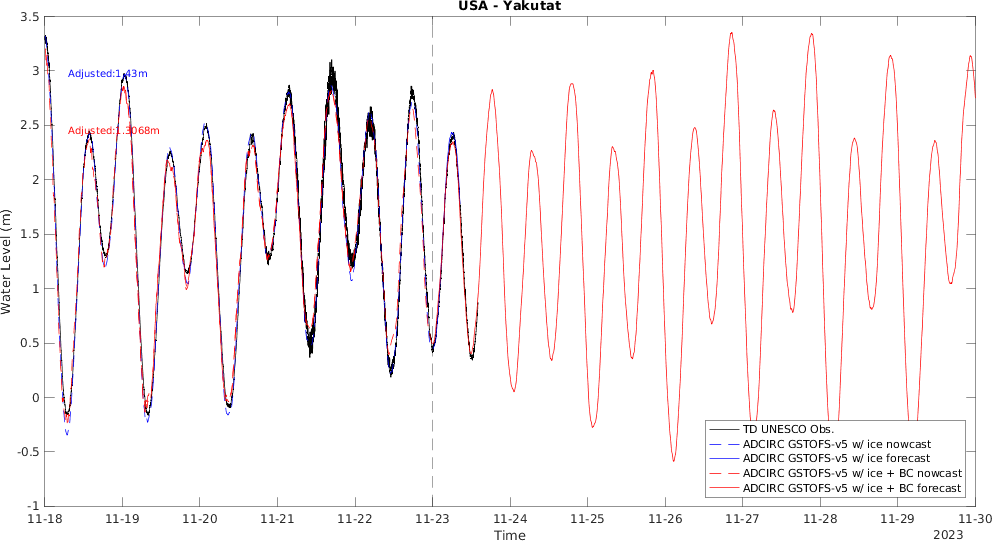 USA - Yakutat
3.5
3
2.5
2
1.5
1
0.5
0
-0.5
-1
Water Level (m)
Adjusted:1.43m
Adjusted:1.3068m
TD UNESCO Obs.
ADCIRC GSTOFS-v5 w/ ice nowcast
ADCIRC GSTOFS-v5 w/ ice forecast
ADCIRC GSTOFS-v5 w/ ice + BC nowcast
ADCIRC GSTOFS-v5 w/ ice + BC forecast
11-18 11-19 11-20 11-21 11-22 11-23 11-24 11-25 11-26 11-27 11-28 11-29 11-30
Time
2023